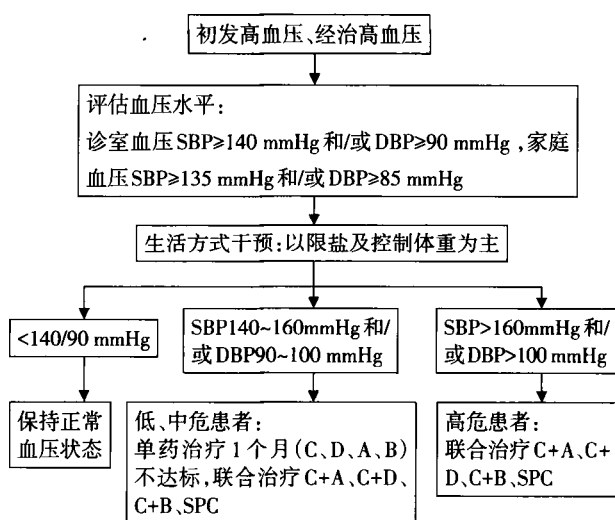 初发高血压、经治高血压
评估血压水平：
诊室血压SBP≥140 mmHg和/或DBP≥90 mmHg，家庭
血压SBP≥135 mmHg和/或DBP≥85 mmHg
生活方式干预：以限盐及控制体重为主
<140/90 mmHg
SBP140~160mmHg和/
或DBP90~100 mmHg
SBP>160mmHg和/
或DBP>100 mmHg
保持正常
血压状态
低、中危患者：
单药治疗1个月(C、D、A、B)
不达标，联合治疗C+A、C+D、
C+B、SPC
高危患者：
联合治疗C+A、C+
D、C+B、SPC